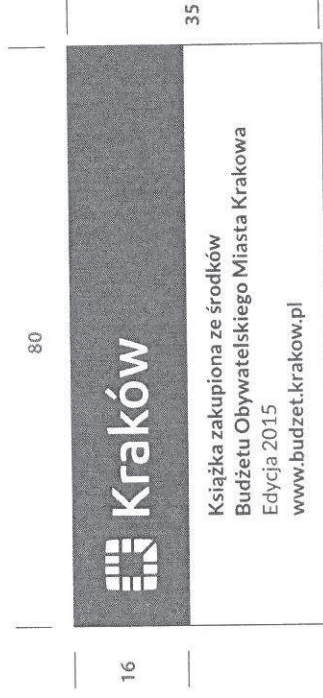 80
35
16
Kraków
Książka zakupiona ze środków
Budżetu Obywatelskiego Miasta Krakowa
Edycja 2015
www.budzet.krakow.pl